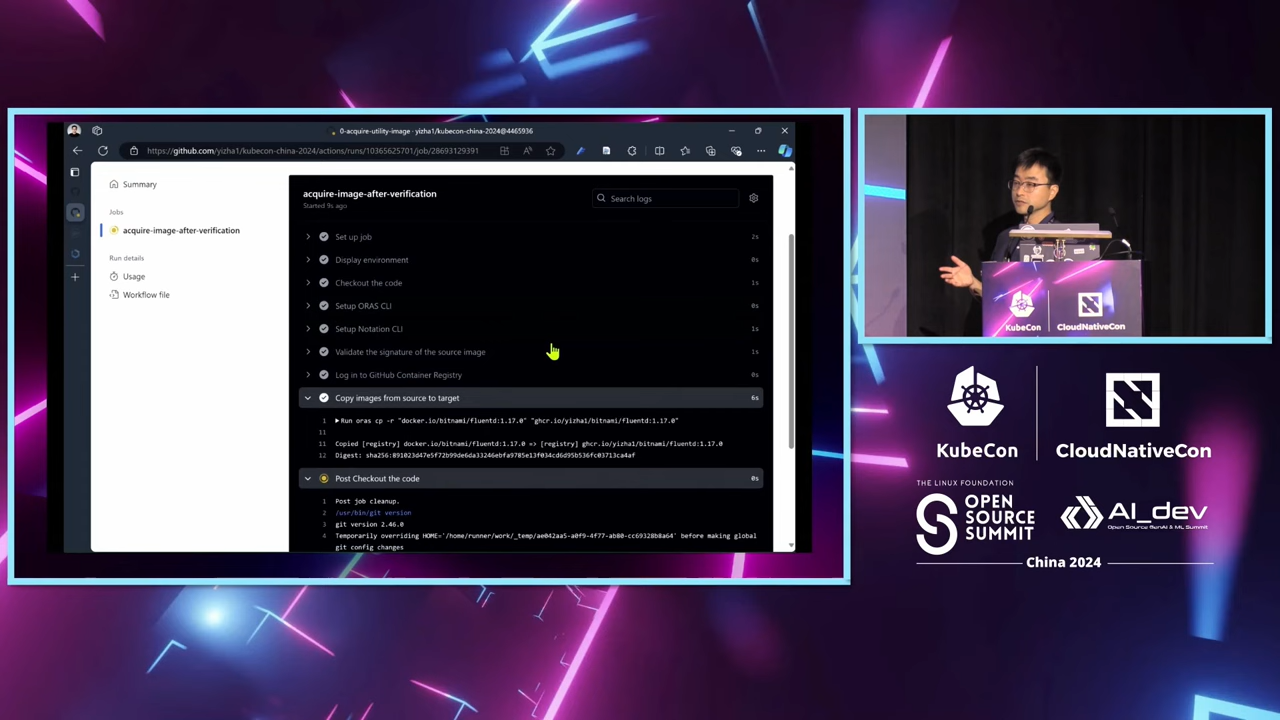 0-acquire-utility-image · yizha1/kubecon-china-2024@4465936
https://github.com/yizha1/kubecon-china-2024/actions/runs/10365625701/job/28693129391
Summary
Jobs
acquire-image-after-verification
Run details
Usage
Workflow file
acquire-image-after-verification
Started 9s ago
Search logs
Set up job 2s
Display environment 0s
Checkout the code 1s
Setup ORAS CLI 0s
Setup Notation CLI 1s
Validate the signature of the source image 1s
Log in to GitHub Container Registry 0s
Copy images from source to target 6s
1 Run oras cp -r "docker.io/bitnami/fluentd:1.17.0" "ghcr.io/yizha1/bitnami/fluentd:1.17.0"
11
11 Copied [registry] docker.io/bitnami/fluentd:1.17.0 => [registry] ghcr.io/yizha1/bitnami/fluentd:1.17.0
12 Digest: sha256:891023d47e5f72b99de6da33246ebfa9785e13f034cd6d95b536fc03713ca4af
Post Checkout the code 0s
1 Post job cleanup.
2 /usr/bin/git version
3 git version 2.46.0
4 Temporarily overriding HOME='/home/runner/work/_temp/ae042aa5-a0f9-4f77-ab80-cc69328b8a64' before making global
git config changes
KubeCon
CloudNativeCon
KubeCon
CloudNativeCon
THE LINUX FOUNDATION
OPEN
SOURCE
SUMMIT
AI_dev
Open Source GenAI & ML Summit
China 2024